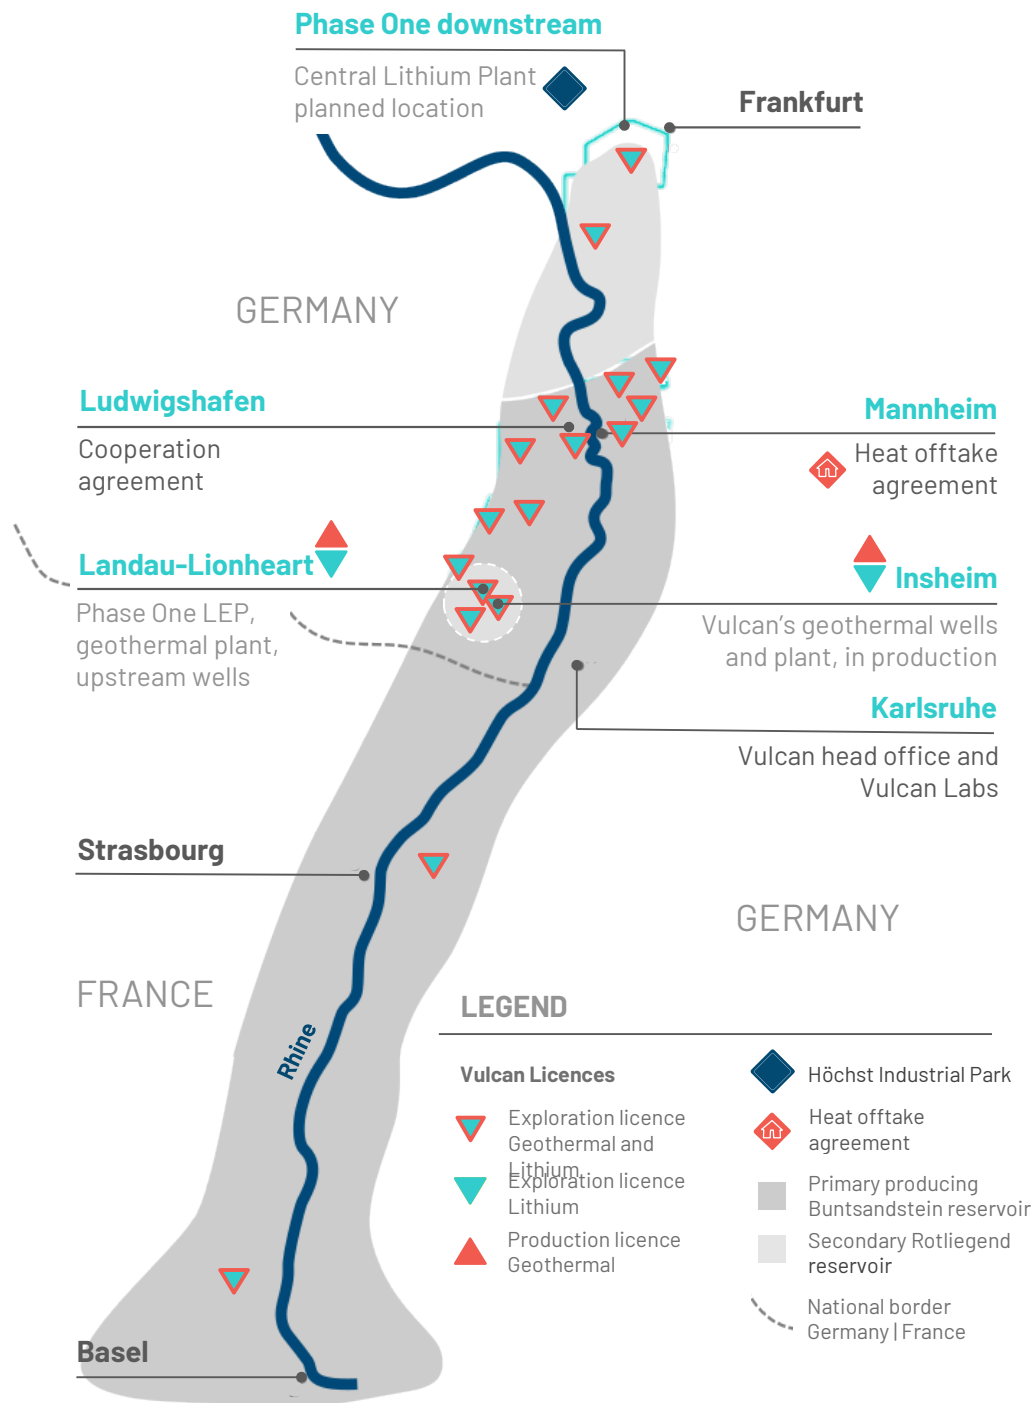 Phase One downstream
Central Lithium Plant
planned location
Frankfurt
GERMANY
Ludwigshafen
Cooperation
agreement
Mannheim
Heat offtake
agreement
Landau-Lionheart
Phase One LEP,
geothermal plant,
upstream wells
Insheim
Vulcan's geothermal wells
and plant, in production
Karlsruhe
Vulcan head office and
Vulcan Labs
Strasbourg
GERMANY
FRANCE
Rhine
Basel
LEGEND
Vulcan Licences
Exploration licence
Geothermal and
Lithium
Exploration licence
Lithium
Production licence
Geothermal
Höchst Industrial Park
Heat offtake
agreement
Primary producing
Buntsandstein reservoir
Secondary Rotliegend
reservoir
National border
Germany | France